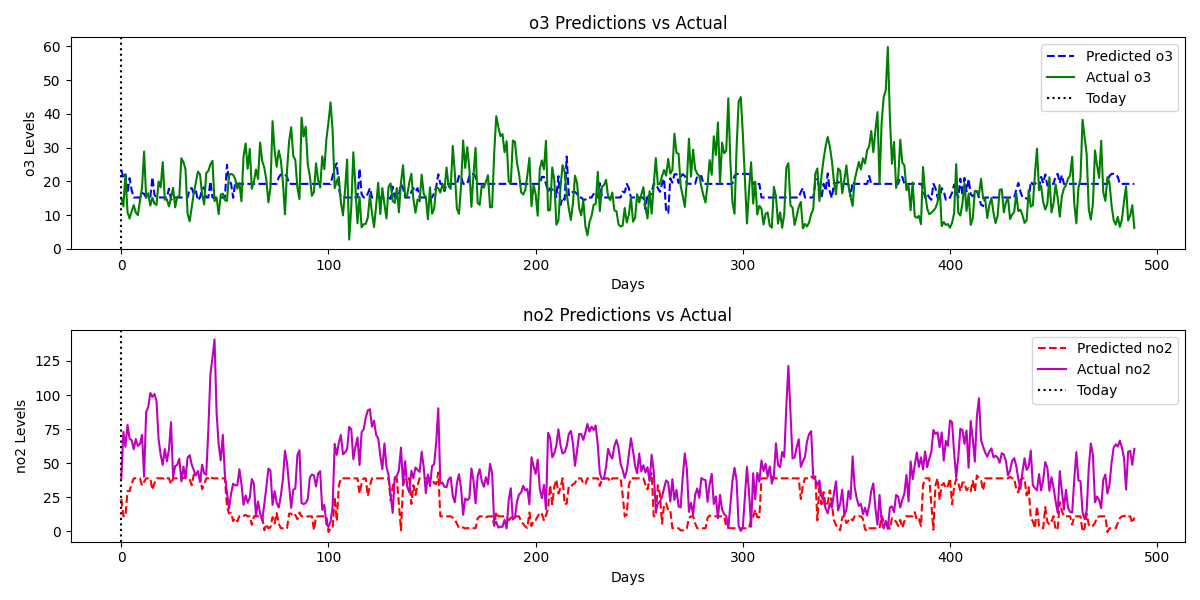 o3 Predictions vs Actual
60
50
40
30
20
10
0
o3 Levels
Predicted o3
Actual o3
Today
0
100
200
300
400
500
Days
no2 Predictions vs Actual
125
100
75
50
25
0
no2 Levels
Predicted no2
Actual no2
Today
0
100
200
300
400
500
Days